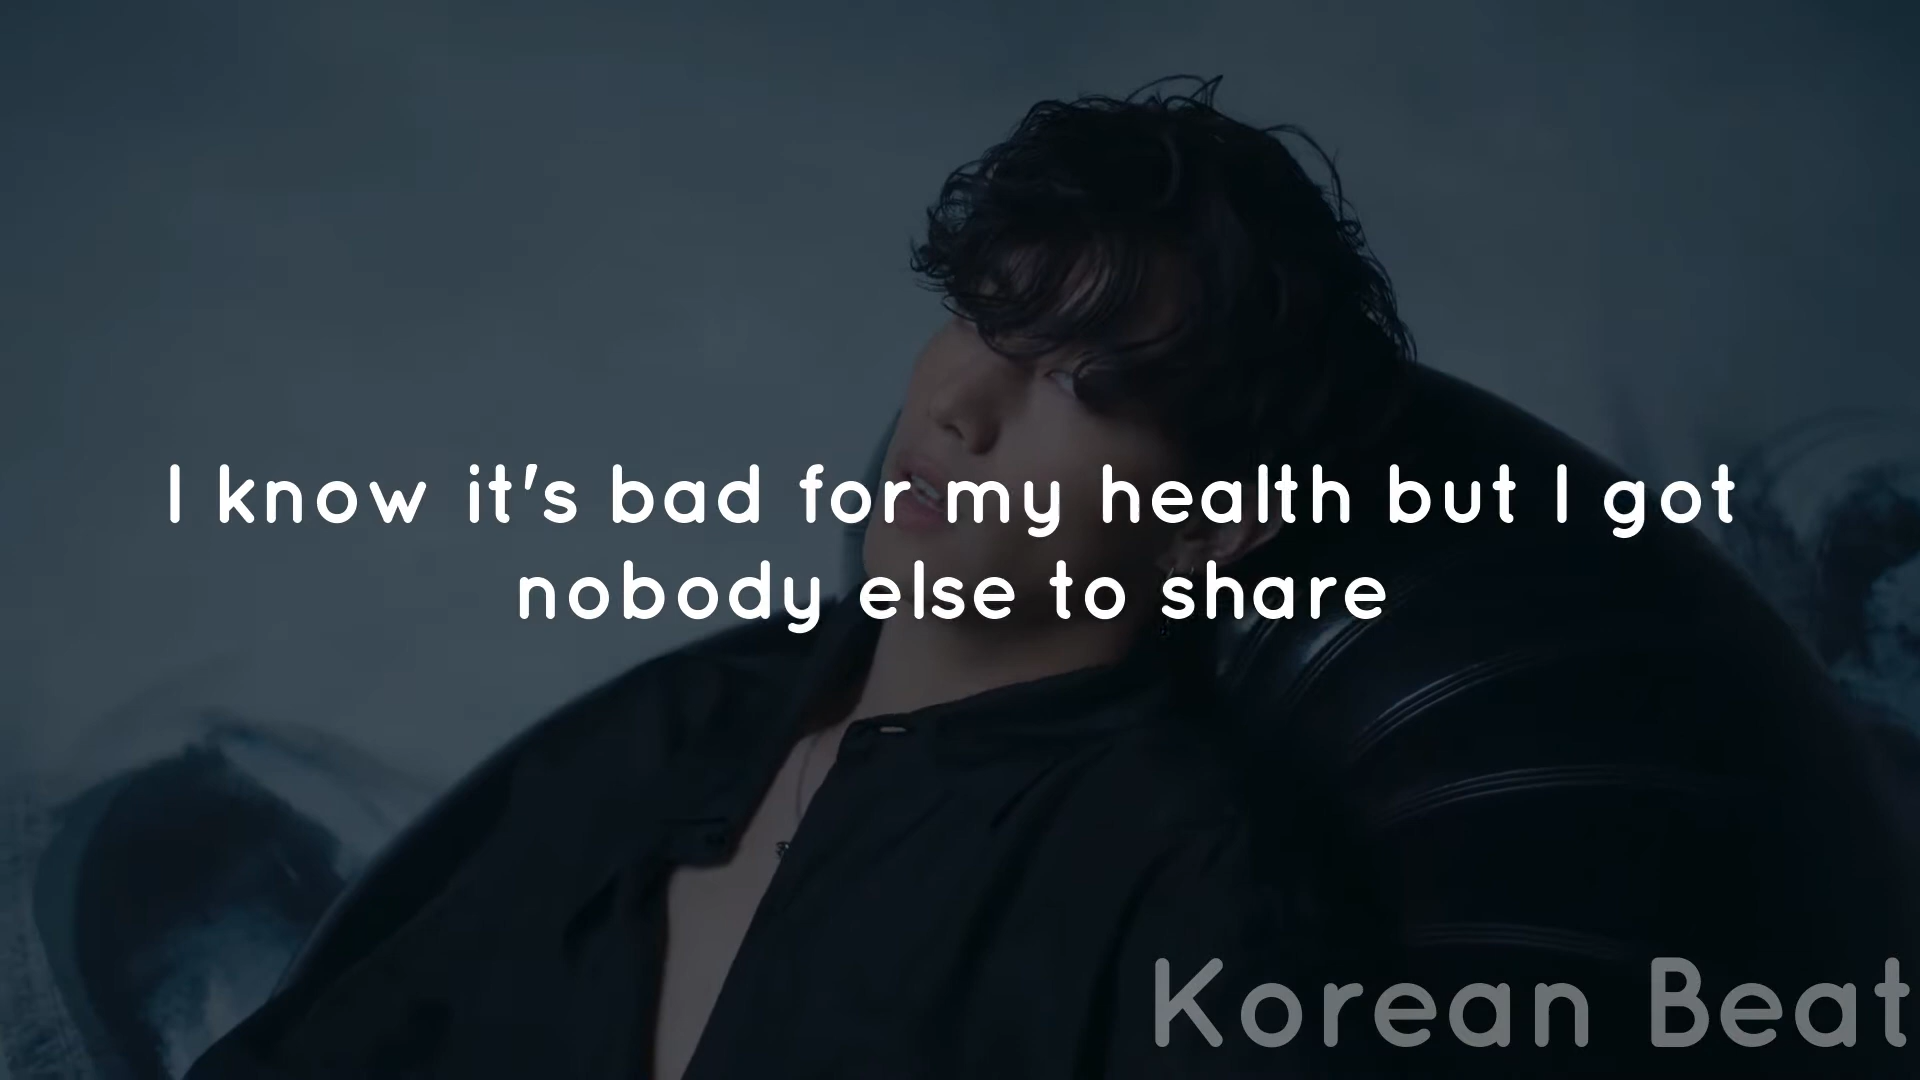 I know it's bad for my health but I got
nobody else to share
Korean Beat